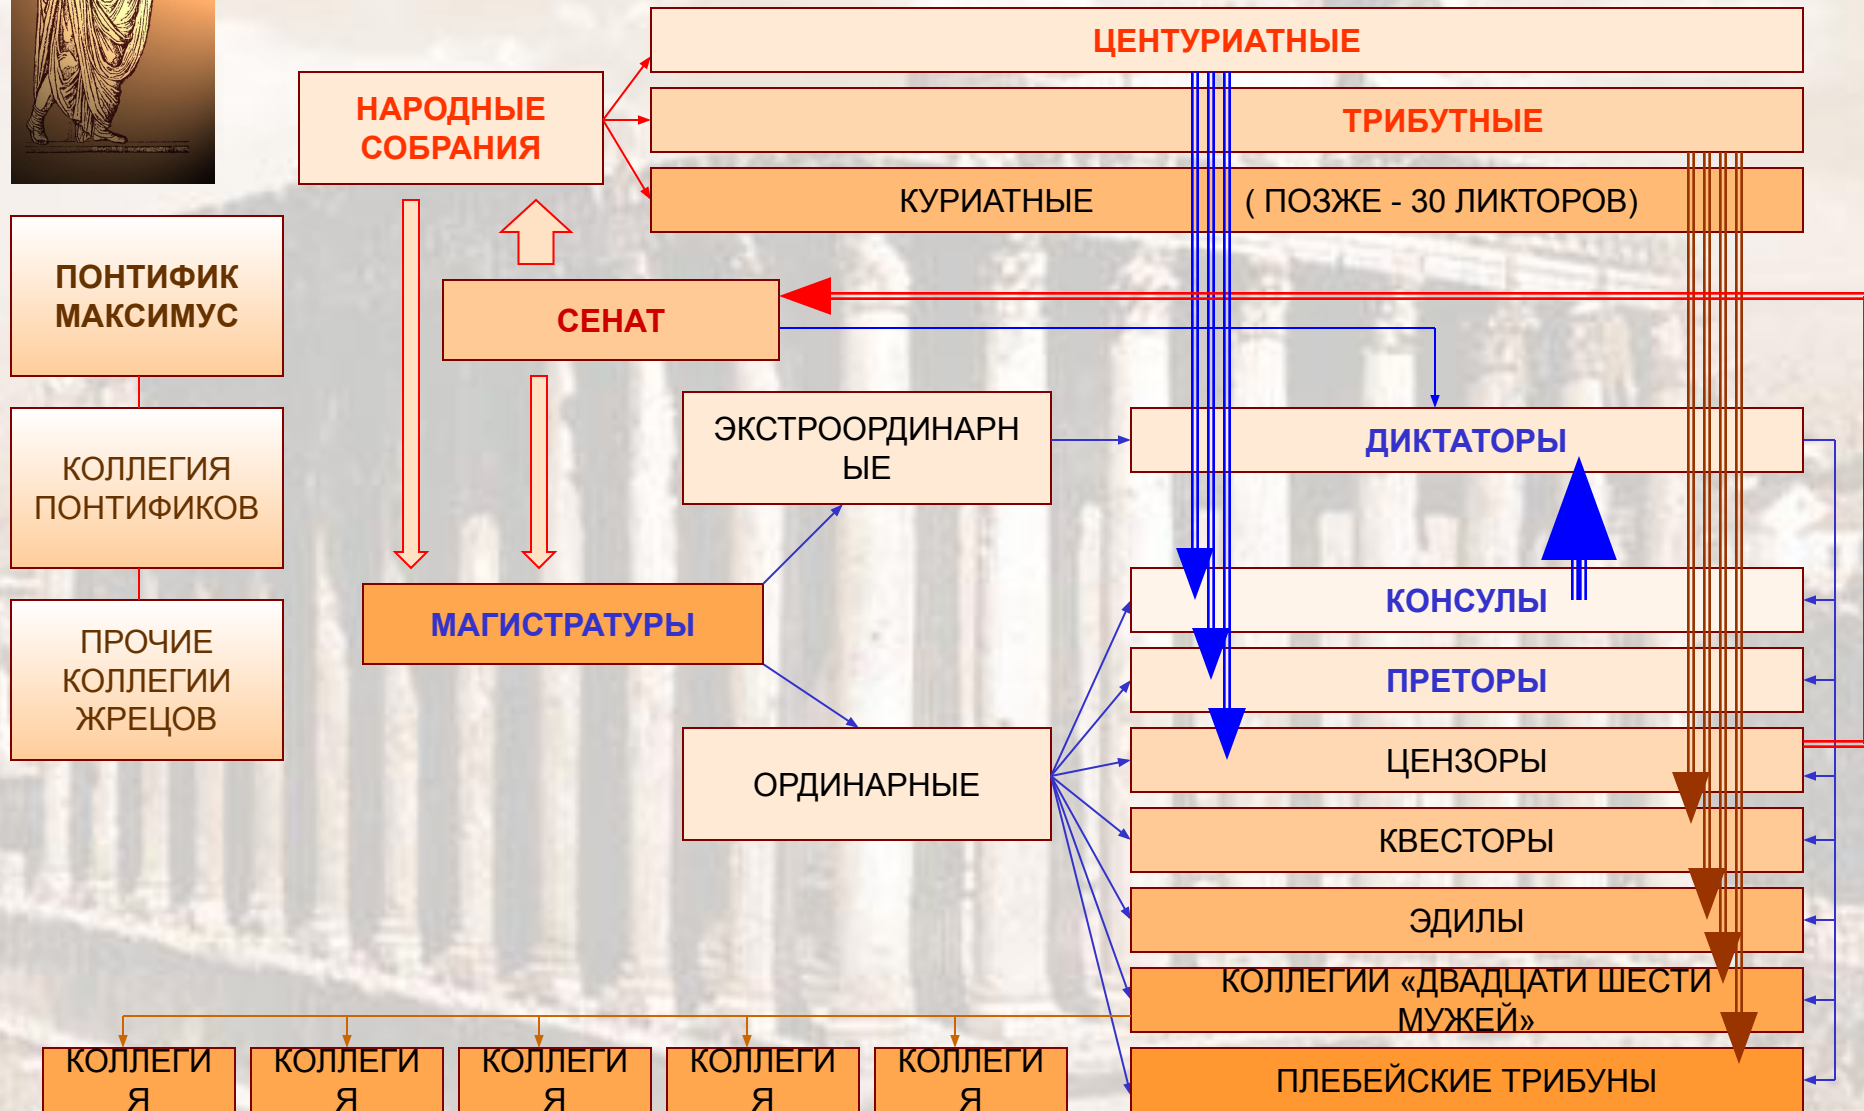 ЦЕНТУРИАТНЫЕ
НАРОДНЫЕ
СОБРАНИЯ
ТРИБУТНЫЕ
КУРИАТНЫЕ ( ПОЗЖЕ - 30 ЛИКТОРОВ)
ПОНТИФИК
МАКСИМУС
СЕНАТ
ЭКСТРООРДИНАРН
ЫЕ
ДИКТАТОРЫ
КОЛЛЕГИЯ
ПОНТИФИКОВ
МАГИСТРАТУРЫ
КОНСУЛЫ
ПРОЧИЕ
КОЛЛЕГИИ
ЖРЕЦОВ
ПРЕТОРЫ
ОРДИНАРНЫЕ
ЦЕНЗОРЫ
КВЕСТОРЫ
ЭДИЛЫ
КОЛЛЕГИИ «ДВАДЦАТИ ШЕСТИ
МУЖЕЙ»
КОЛЛЕГИ
Я
КОЛЛЕГИ
Я
КОЛЛЕГИ
Я
КОЛЛЕГИ
Я
КОЛЛЕГИ
Я
ПЛЕБЕЙСКИЕ ТРИБУНЫ